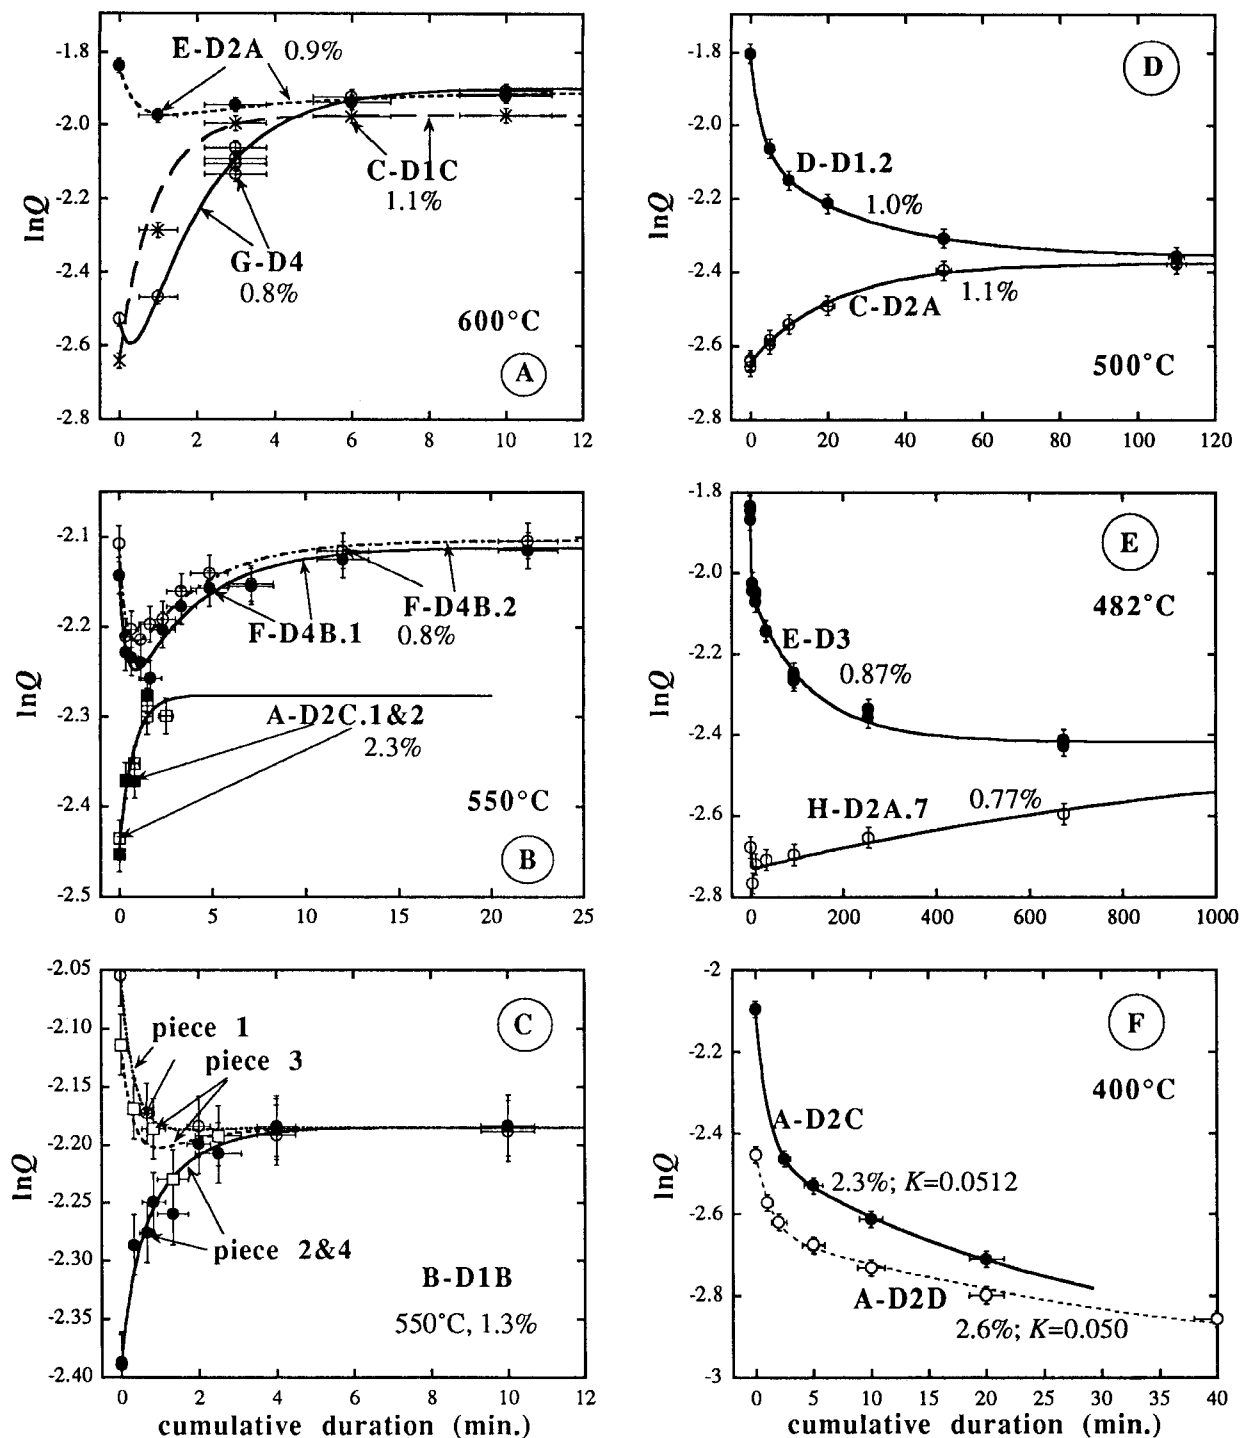 A
-1.8
-2.0
-2.2
-2.4
-2.6
-2.8
lnQ
E-D2A 0.9%
C-D1C
1.1%
G-D4
0.8%
600°C
0 2 4 6 8 10 12
D
-1.8
-2.0
-2.2
-2.4
-2.6
-2.8
lnQ
D-D1.2
1.0%
1.1%
C-D2A
500°C
0 20 40 60 80 100 120
B
-2.1
-2.2
-2.3
-2.4
-2.5
lnQ
F-D4B.2
F-D4B.1 0.8%
A-D2C.1&2
2.3%
550°C
0 5 10 15 20 25
E
-1.8
-2.0
-2.2
-2.4
-2.6
-2.8
lnQ
482°C
E-D3
0.87%
H-D2A.7 0.77%
0 200 400 600 800 1000
C
-2.05
-2.10
-2.15
-2.20
-2.25
-2.30
-2.35
-2.40
lnQ
piece 1
piece 3
piece 2&4
B-D1B
550°C, 1.3%
0 2 4 6 8 10 12
cumulative duration (min.)
F
-2
-2.2
-2.4
-2.6
-2.8
-3
lnQ
400°C
A-D2C
2.3%; K=0.0512
A-D2D
2.6%; K=0.050
0 5 10 15 20 25 30 35 40
cumulative duration (min.)